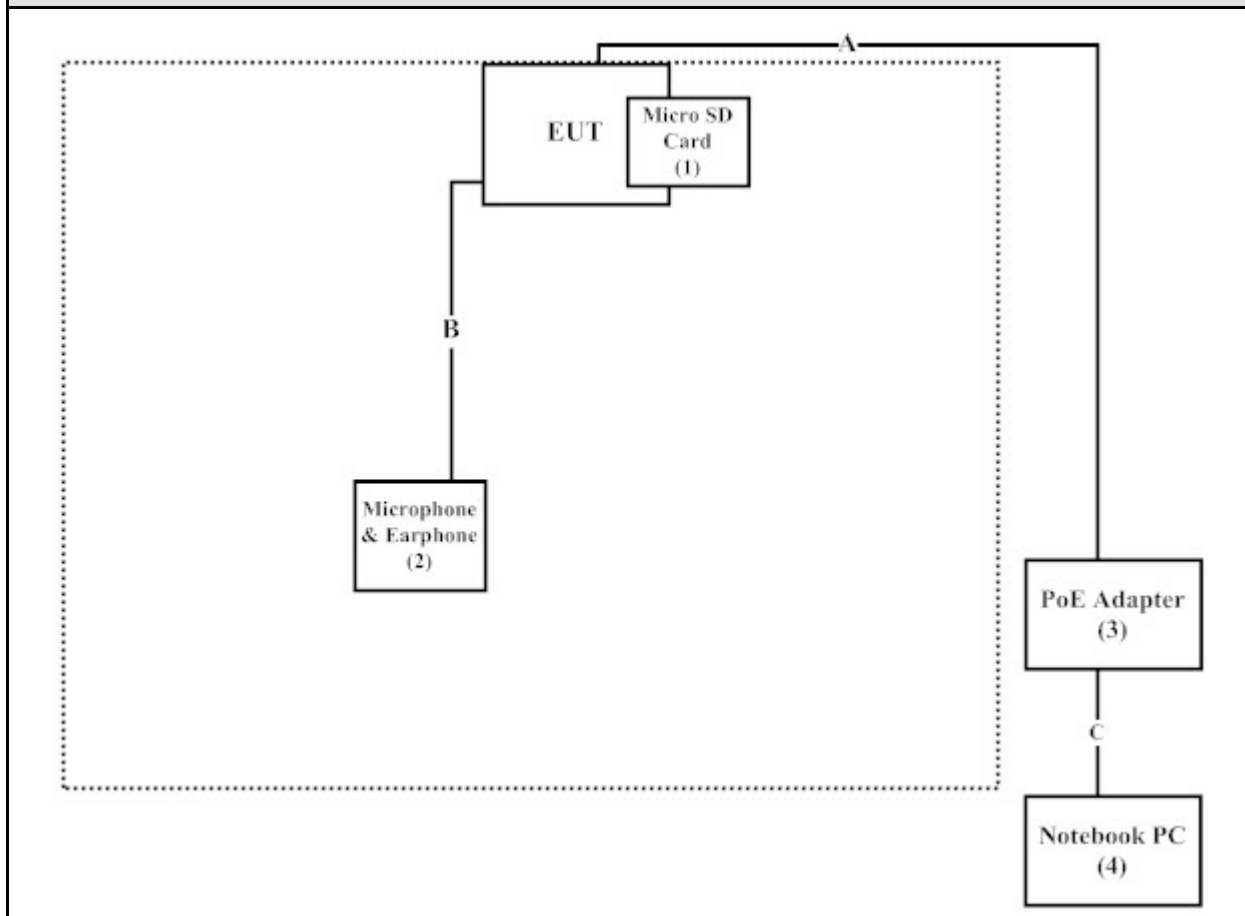 A
EUT
Micro SD
Card
(1)
B
Microphone
& Earphone
(2)
PoE Adapter
(3)
C
Notebook PC
(4)